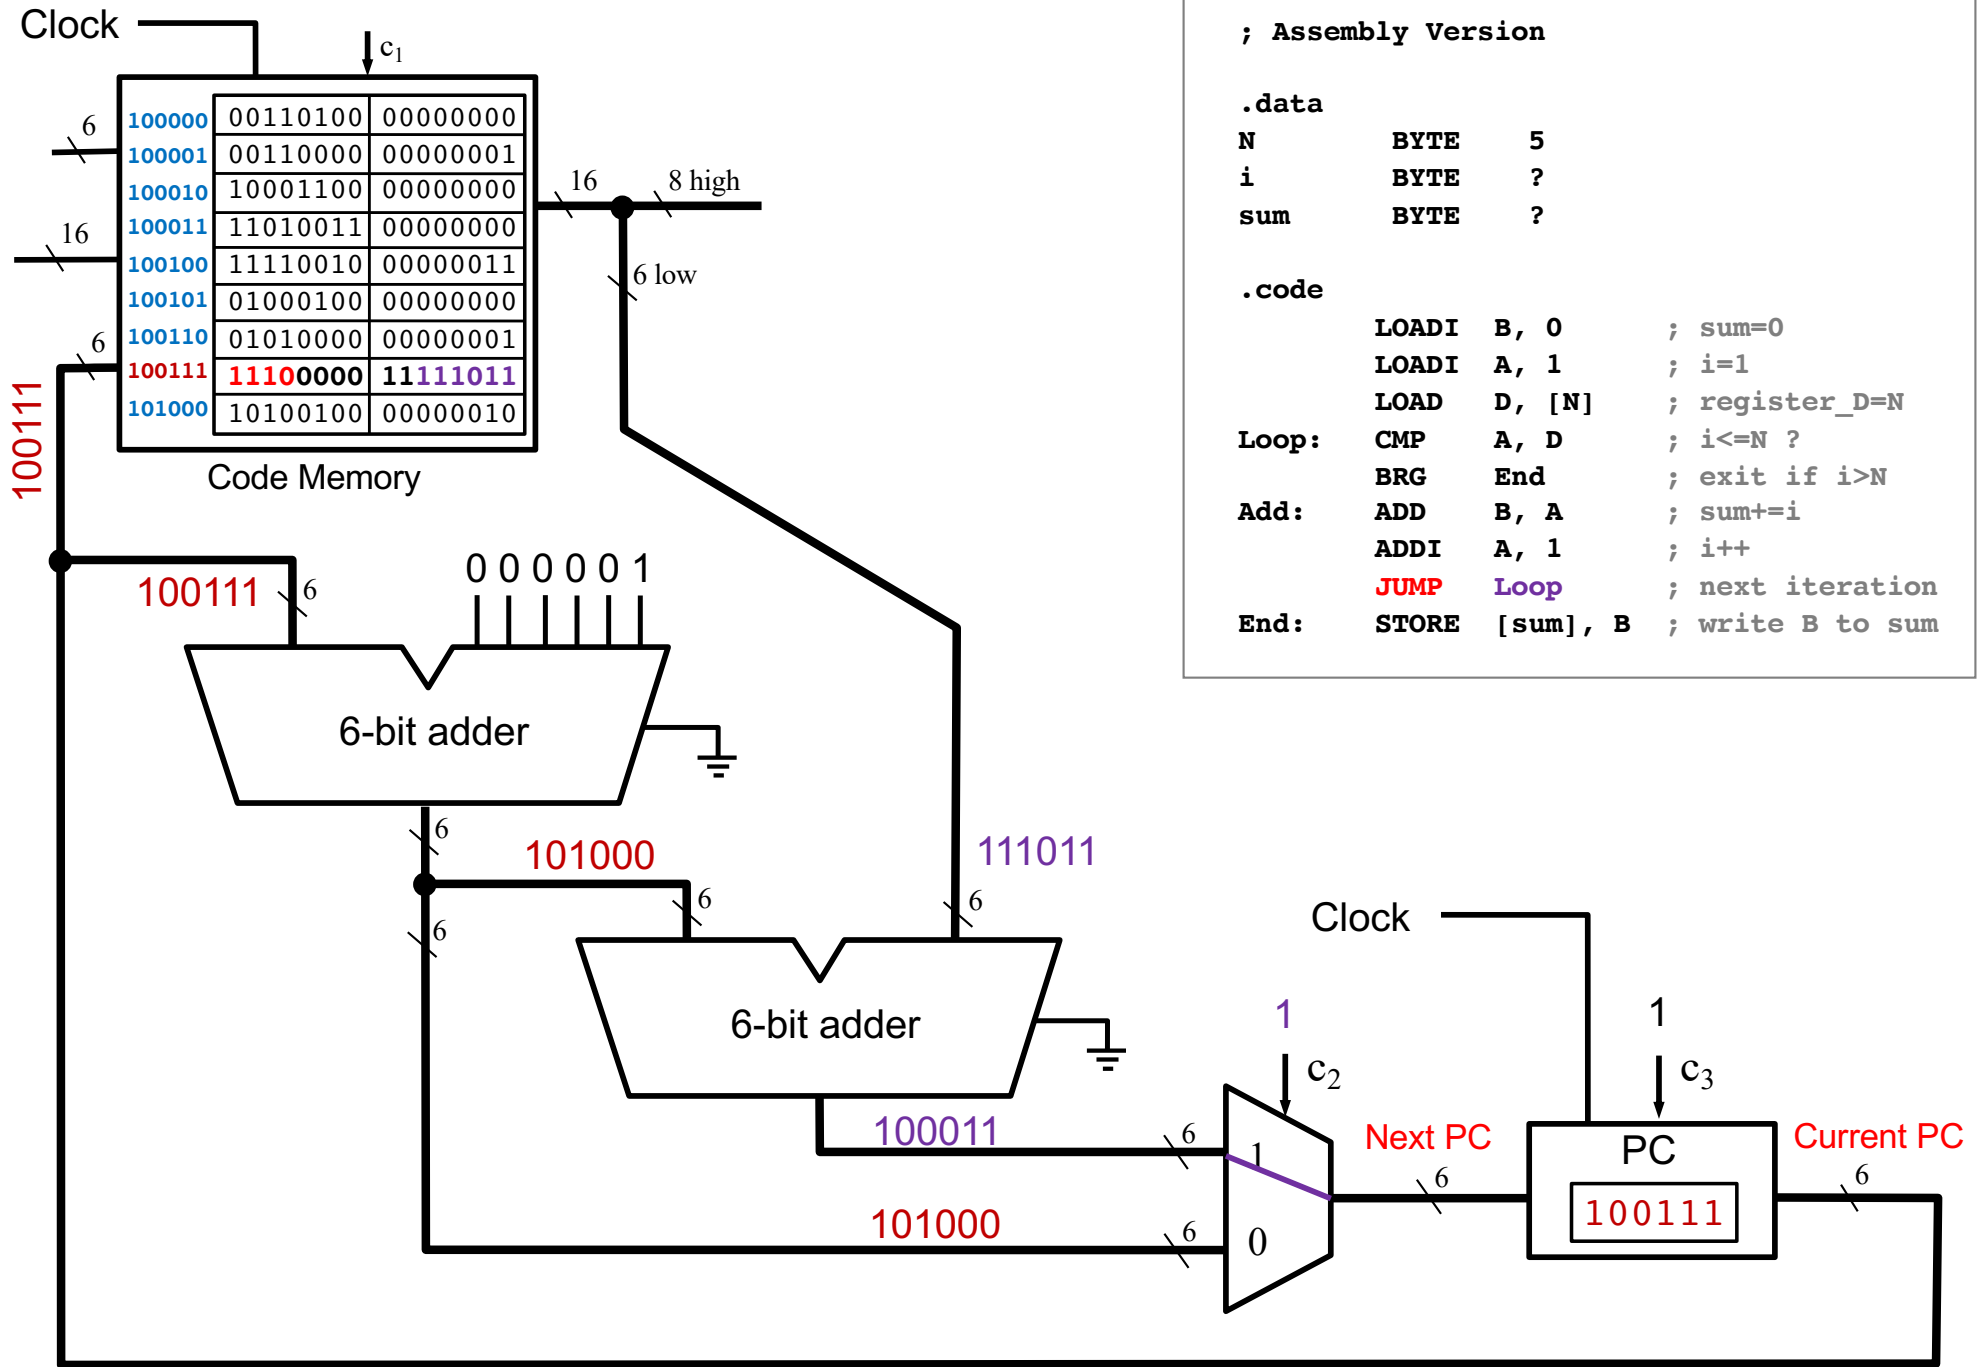 Clock
c1
6
16
6
100000 00110100 00000000
100001 00110000 00000001
100010 10001100 00000000
100011 11010011 00000000
100100 11110010 00000011
100101 01000100 00000000
100110 01010000 00000001
100111 11100000 11111011
101000 10100100 00000010
Code Memory
16
8 high
6 low
100111
100111
6
0 0 0 0 0 1
6-bit adder
6
101000
6
6
111011
6
6-bit adder
100011
6
101000
6
1
c2
1
0
Next PC
6
Clock
1
c3
PC
100111
Current PC
6
; Assembly Version
.data
N BYTE 5
i BYTE ?
sum BYTE ?
.code
LOADI B, 0 ; sum=0
LOADI A, 1 ; i=1
LOAD D, [N] ; register_D=N
Loop: CMP A, D ; i<=N ?
BRG End ; exit if i>N
Add: ADD B, A ; sum+=i
ADDI A, 1 ; i++
JUMP Loop ; next iteration
End: STORE [sum], B ; write B to sum